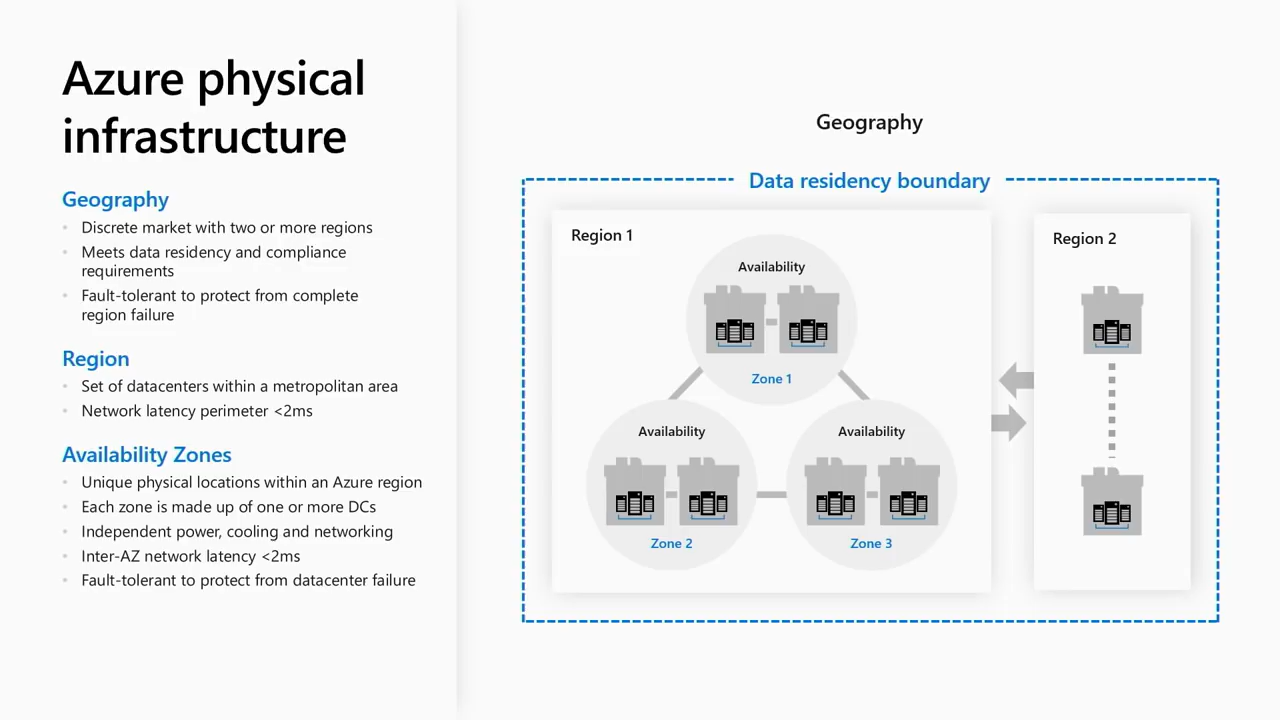 Azure physical
infrastructure
Geography
• Discrete market with two or more regions
• Meets data residency and compliance
requirements
• Fault-tolerant to protect from complete
region failure
Region
• Set of datacenters within a metropolitan area
• Network latency perimeter <2ms
Availability Zones
• Unique physical locations within an Azure region
• Each zone is made up of one or more DCs
• Independent power, cooling and networking
• Inter-AZ network latency <2ms
• Fault-tolerant to protect from datacenter failure
Geography
Data residency boundary
Region 1
Availability
Zone 1
Availability
Zone 2
Availability
Zone 3
Region 2